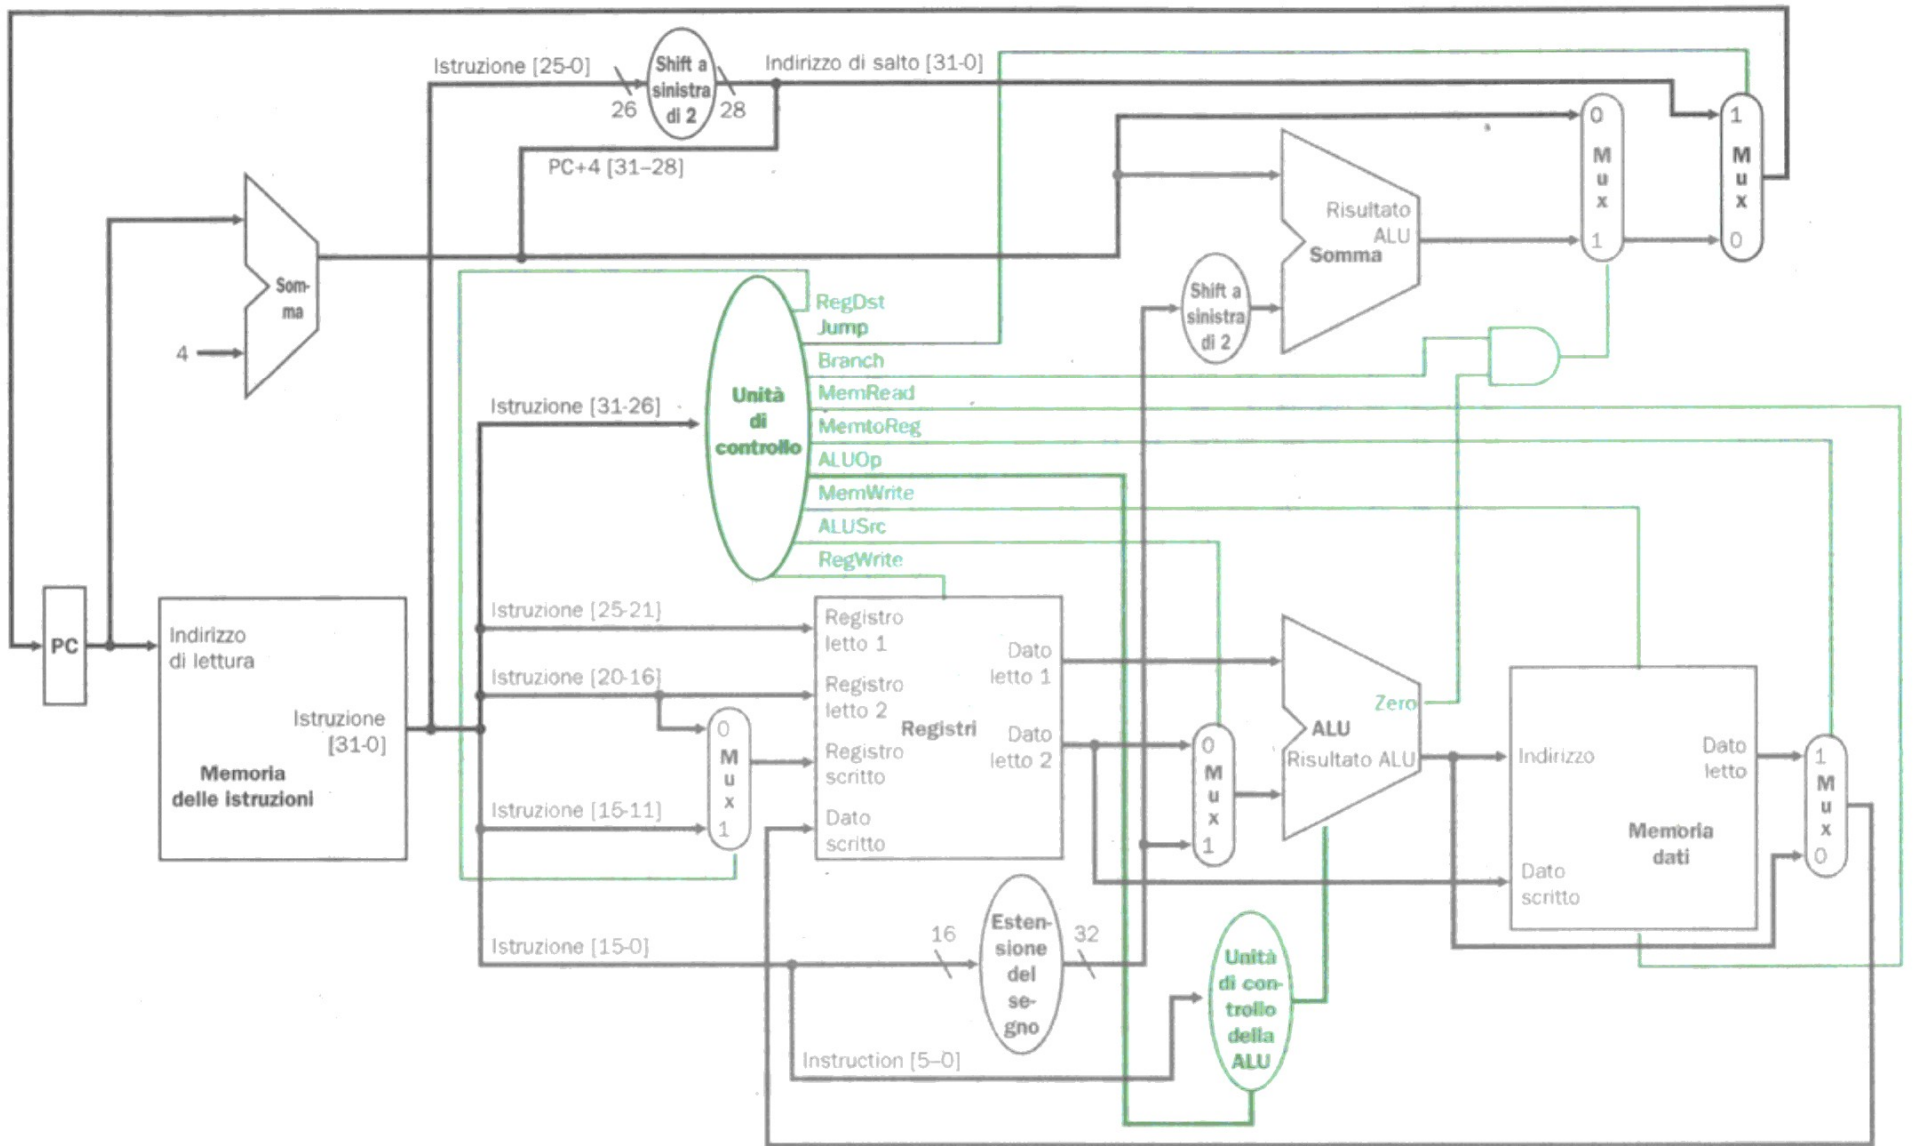 Istruzione [25-0]
26
Shift a
sinistra
di 2
28
Indirizzo di salto [31-0]
PC+4 [31–28]
Som-
ma
4
0
M
u
x
1
1
M
u
x
0
Risultato
ALU
Somma
Shift a
sinistra
di 2
RegDst
Jump
Branch
MemRead
MemtoReg
ALUOp
MemWrite
ALUSrc
RegWrite
Unità
di
controllo
Istruzione [31-26]
PC
Indirizzo
di lettura
Istruzione
[31-0]
Memoria
delle istruzioni
Istruzione [25-21]
Istruzione [20-16]
Istruzione [15-11]
Istruzione [15-0]
0
M
u
x
1
Registro
letto 1
Registro
letto 2
Registro
scritto
Dato
scritto
Registri
Dato
letto 1
Dato
letto 2
0
M
u
x
1
Zero
ALU
Risultato ALU
Indirizzo
Dato
letto
Memoria
dati
Dato
scritto
1
M
u
x
0
16
Esten-
sione
del
se-
gno
32
Unità
di con-
trollo
della
ALU
Instruction [5–0]